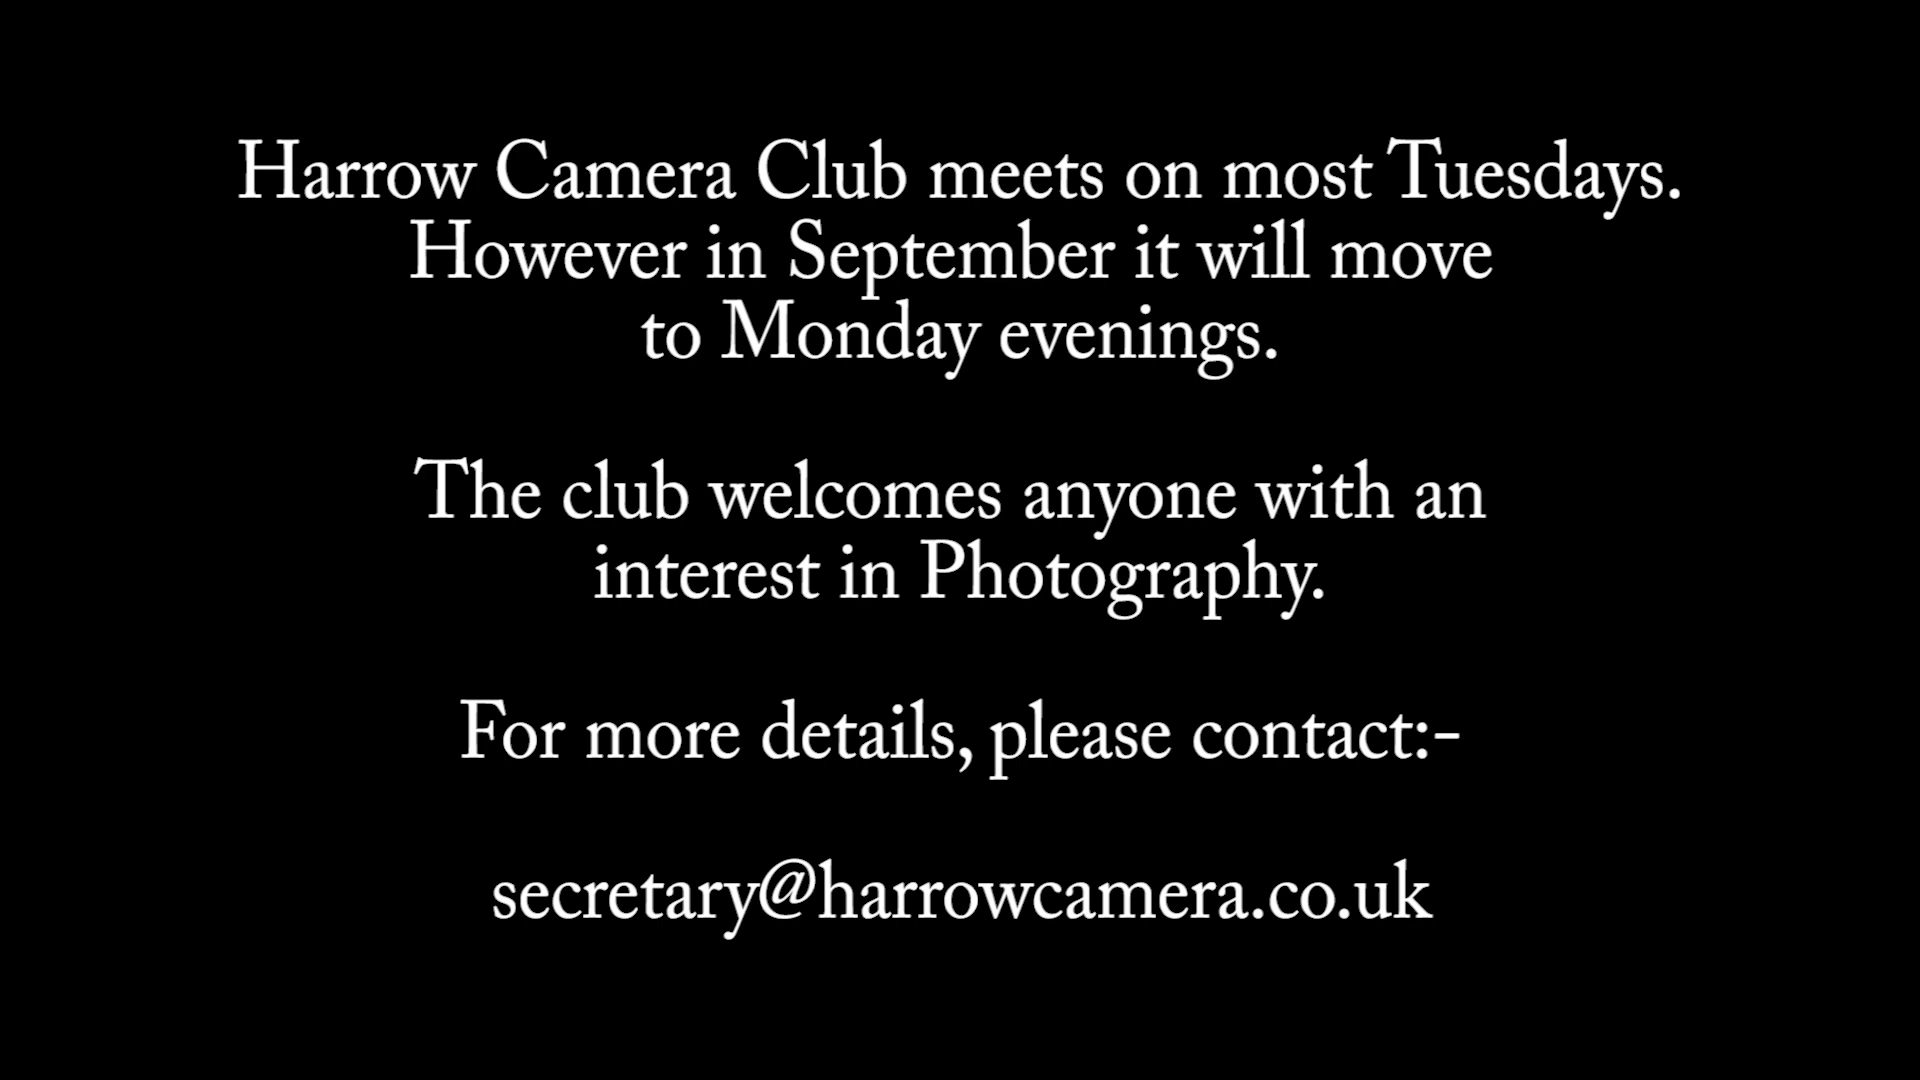 Harrow Camera Club meets on most Tuesdays.
However in September it will move
to Monday evenings.
The club welcomes anyone with an
interest in Photography.
For more details, please contact:-
secretary@harrowcamera.co.uk